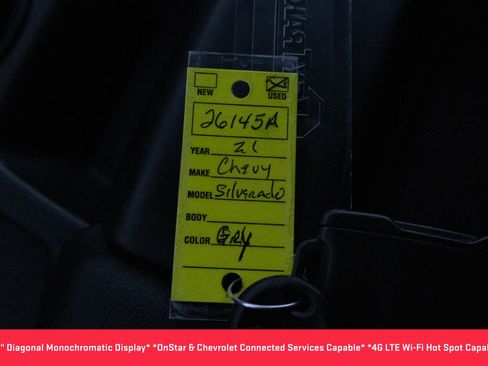 NEW USED
26145A
YEAR 21
MAKE Chevy
MODEL Silverado
BODY
COLOR Gry
" Diagonal Monochromatic Display* *OnStar & Chevrolet Connected Services Capable* *4G LTE Wi-Fi Hot Spot Capa